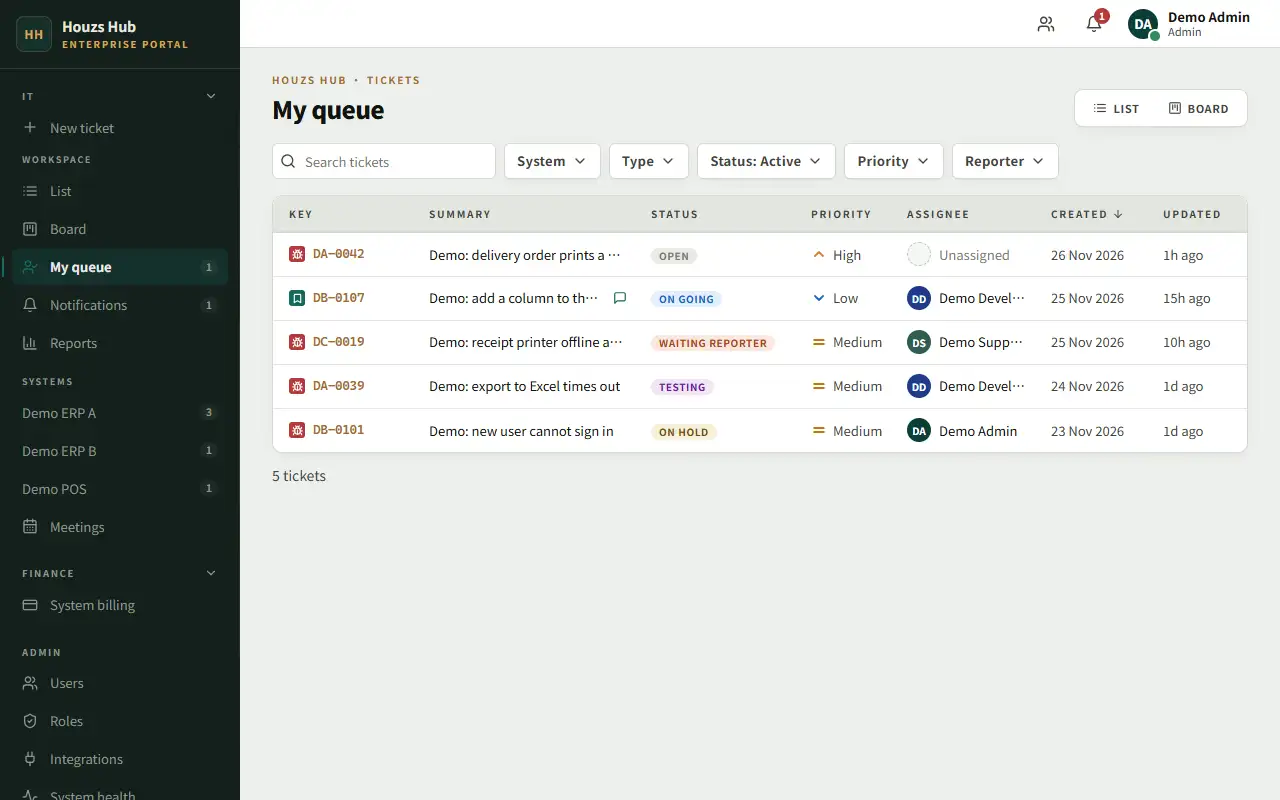 HH
Houzs Hub
ENTERPRISE PORTAL
1
DA
Demo Admin
Admin
IT
New ticket
WORKSPACE
List
Board
My queue 1
Notifications 1
Reports
SYSTEMS
Demo ERP A 3
Demo ERP B 1
Demo POS 1
Meetings
FINANCE
System billing
ADMIN
Users
Roles
Integrations
System health
HOUZS HUB · TICKETS
My queue
LIST BOARD
Search tickets System Type Status: Active Priority Reporter
KEY SUMMARY STATUS PRIORITY ASSIGNEE CREATED UPDATED
DA-0042 Demo: delivery order prints a ··· OPEN High Unassigned 26 Nov 2026 1h ago
DB-0107 Demo: add a column to th··· ON GOING Low DD Demo Devel··· 25 Nov 2026 15h ago
DC-0019 Demo: receipt printer offline a··· WAITING REPORTER Medium DS Demo Supp··· 25 Nov 2026 10h ago
DA-0039 Demo: export to Excel times out TESTING Medium DD Demo Devel··· 24 Nov 2026 1d ago
DB-0101 Demo: new user cannot sign in ON HOLD Medium DA Demo Admin 23 Nov 2026 1d ago
5 tickets